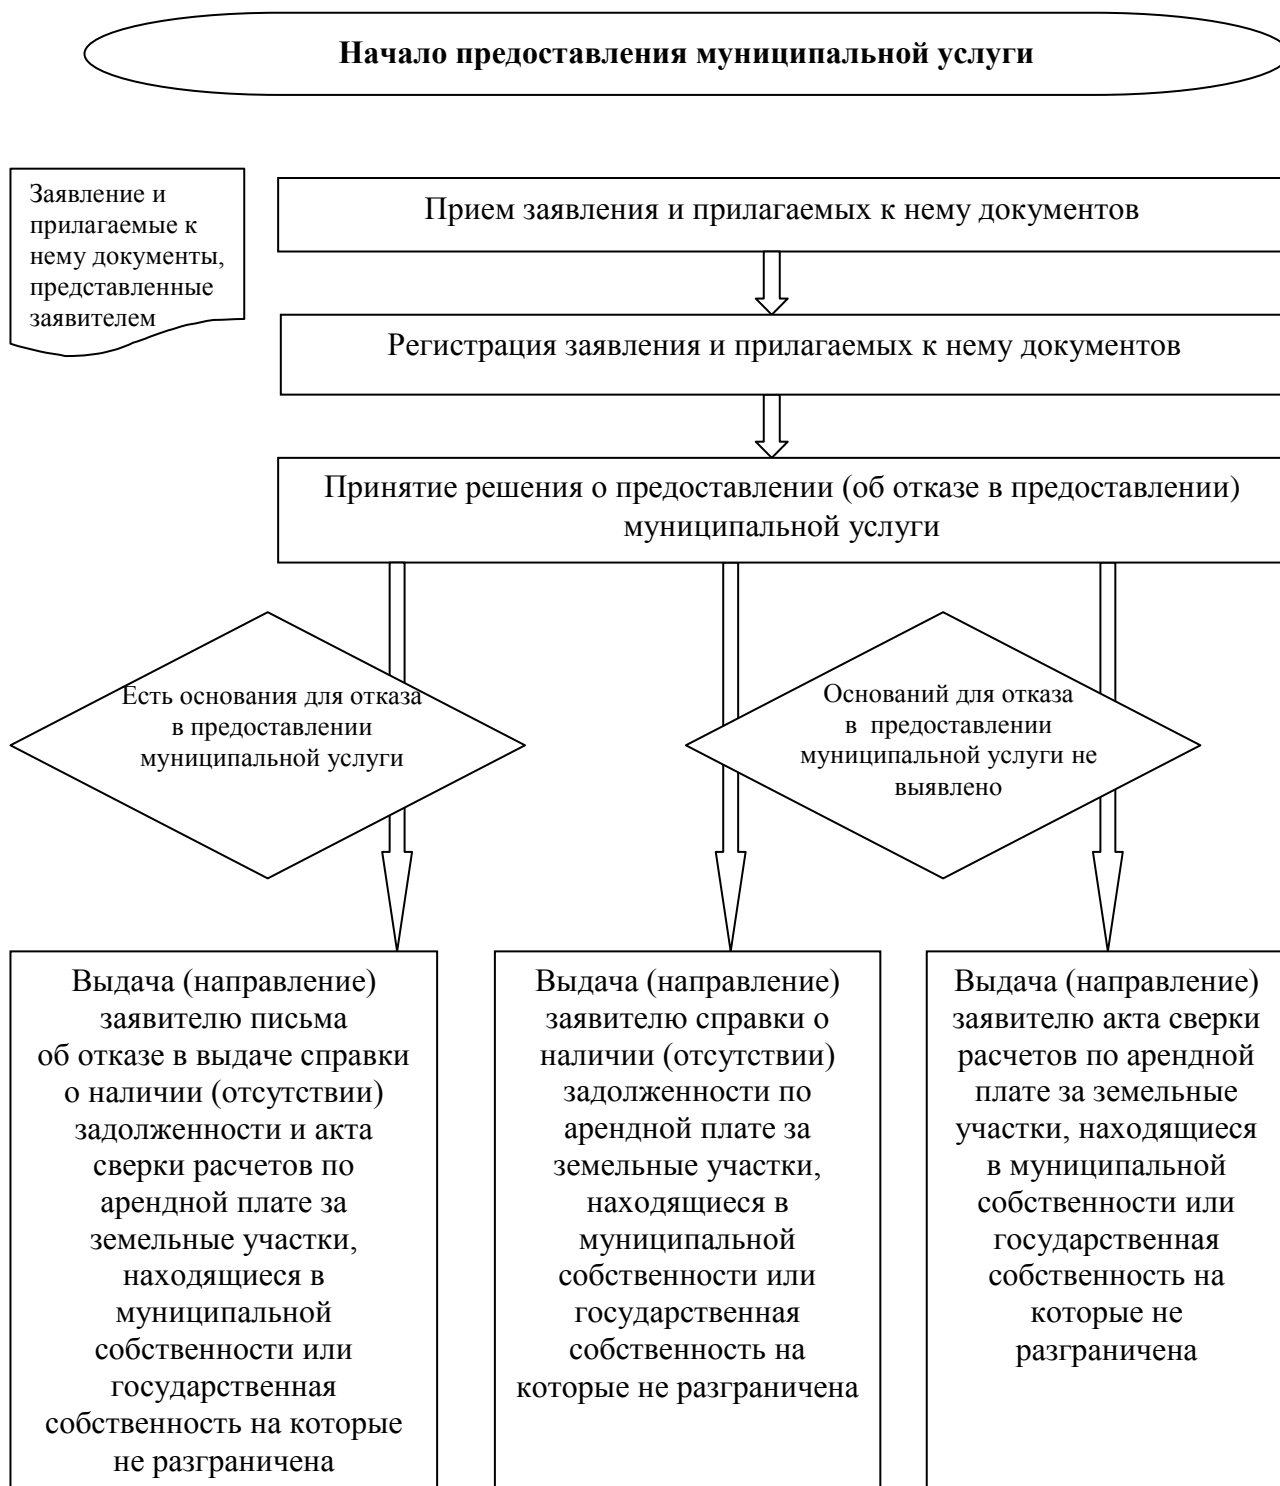 Начало предоставления муниципальной услуги
Заявление и
прилагаемые к
нему документы,
представленные
заявителем
Прием заявления и прилагаемых к нему документов
Регистрация заявления и прилагаемых к нему документов
Принятие решения о предоставлении (об отказе в предоставлении)
муниципальной услуги
Есть основания для отказа
в предоставлении
муниципальной услуги
Оснований для отказа
в предоставлении
муниципальной услуги не
выявлено
Выдача (направление)
заявителю письма
об отказе в выдаче справки
о наличии (отсутствии)
задолженности и акта
сверки расчетов по
арендной плате за
земельные участки,
находящиеся в
муниципальной
собственности или
государственная
собственность на которые
не разграничена
Выдача (направление)
заявителю справки о
наличии (отсутствии)
задолженности по
арендной плате за
земельные участки,
находящиеся в
муниципальной
собственности или
государственная
собственность на
которые не разграничена
Выдача (направление)
заявителю акта сверки
расчетов по арендной
плате за земельные
участки, находящиеся
в муниципальной
собственности или
государственная
собственность на
которые не
разграничена